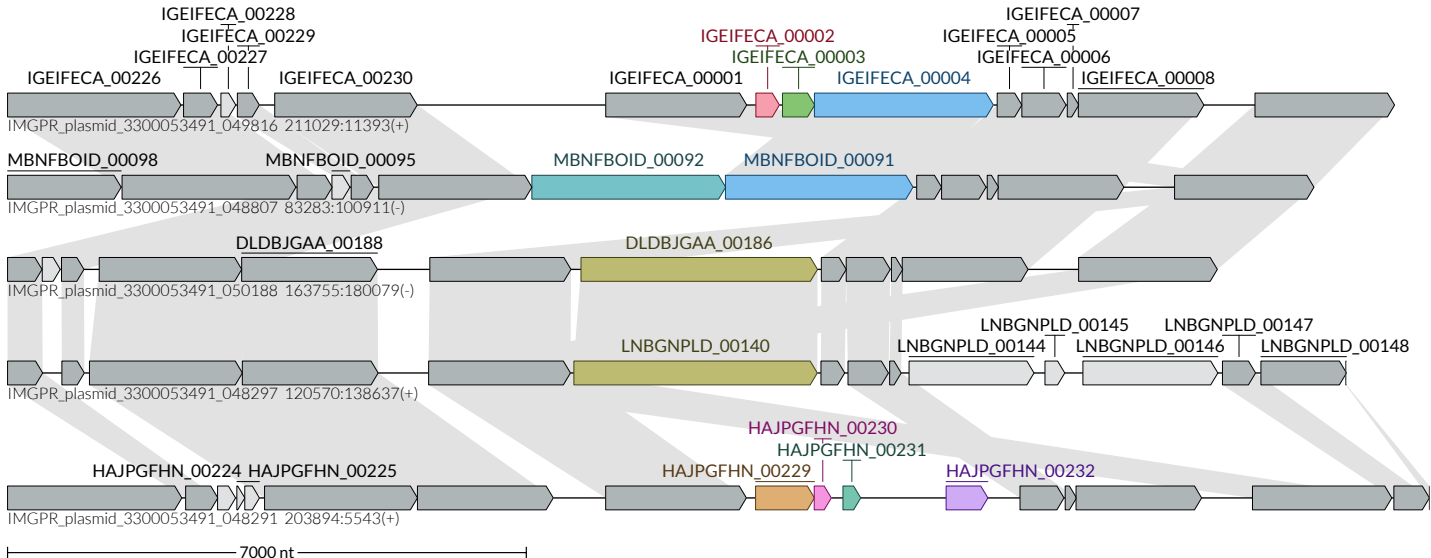 IGEIFECA_00228
IGEIFECA_00007
IGEIFECA_00229
IGEIFECA_00002
IGEIFECA_00005
IGEIFECA_00227
IGEIFECA_00003
IGEIFECA_00006
IGEIFECA_00226
IGEIFECA_00230
IGEIFECA_00001
IGEIFECA_00004
IGEIFECA_00008
IMGPR_plasmid_3300053491_049816 211029:11393(+)
MBNFBOID_00098
MBNFBOID_00095
MBNFBOID_00092
MBNFBOID_00091
IMGPR_plasmid_3300053491_048807 83283:100911(-)
DLDBJGAA_00188
DLDBJGAA_00186
IMGPR_plasmid_3300053491_050188 163755:180079(-)
LNBGNPLD_00145
LNBGNPLD_00147
LNBGNPLD_00140
LNBGNPLD_00144
LNBGNPLD_00146
LNBGNPLD_00148
IMGPR_plasmid_3300053491_048297 120570:138637(+)
HAJPGFHN_00230
HAJPGFHN_00231
HAJPGFHN_00224
HAJPGFHN_00225
HAJPGFHN_00229
HAJPGFHN_00232
IMGPR_plasmid_3300053491_048291 203894:5543(+)
7000 nt